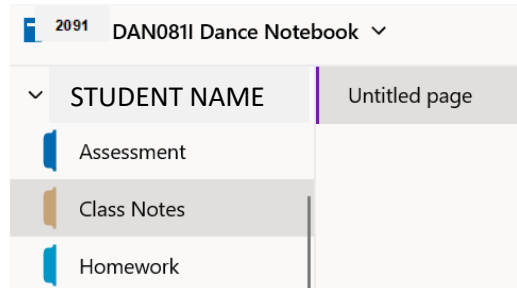 2091 DAN081I Dance Notebook
STUDENT NAME
Untitled page
Assessment
Class Notes
Homework